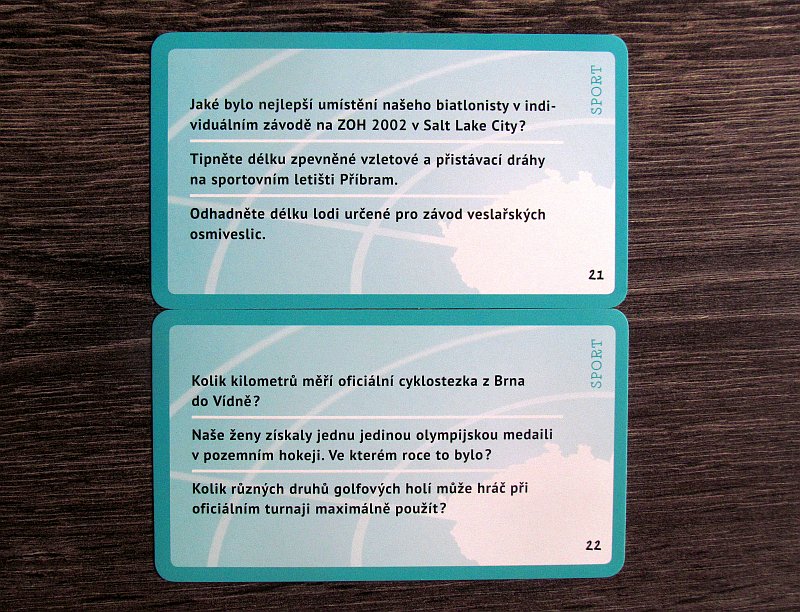 SPORT
Jaké bylo nejlepší umístění našeho biatlonisty v indi-
viduálním závodě na ZOH 2002 v Salt Lake City?
Tipněte délku zpevněné vzletové a přistávací dráhy
na sportovním letišti Příbram.
Odhadněte délku lodi určené pro závod veslařských
osmiveslic.
21
SPORT
Kolik kilometrů měří oficiální cyklostezka z Brna
do Vídně?
Naše ženy získaly jednu jedinou olympijskou medaili
v pozemním hokeji. Ve kterém roce to bylo?
Kolik různých druhů golfových holí může hráč při
oficiálním turnaji maximálně použít?
22